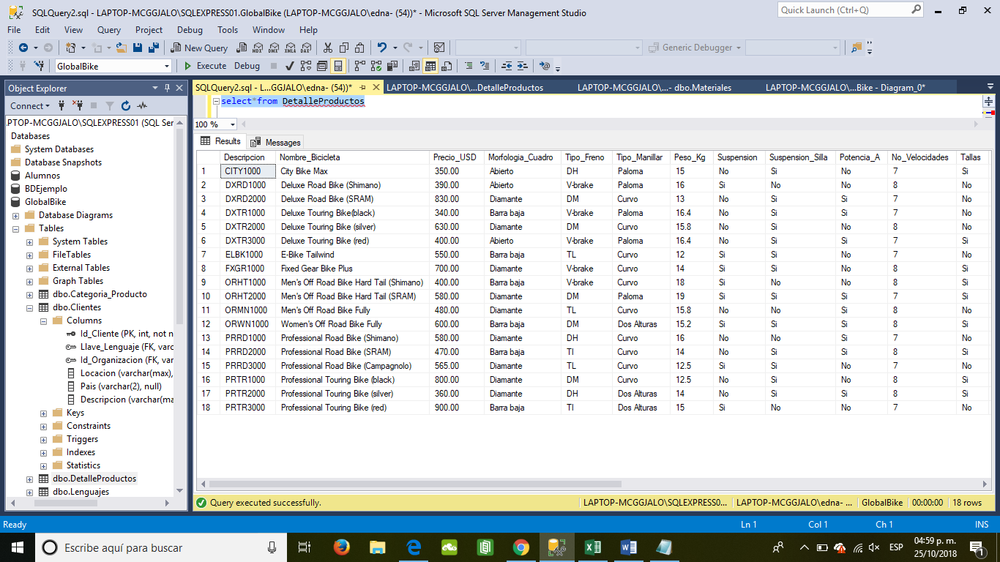 SQLQuery2.sql - LAPTOP-MCGGJALO\SQLEXPRESS01.GlobalBike (LAPTOP-MCGGJALO\edna- (54))* - Microsoft SQL Server Management Studio
Quick Launch (Ctrl+Q)
File Edit View Query Project Debug Tools Window Help
New Query MDX DMX XMLA DAX Generic Debugger
GlobalBike Execute Debug
Object Explorer
SQLQuery2.sql - L...GGJALO\edna- (54))* LAPTOP-MCGGJALO\...DetalleProductos LAPTOP-MCGGJALO\...- dbo.Materiales LAPTOP-MCGGJALO\...Bike - Diagram_0*
Connect
select*from DetalleProductos
100 %
Results Messages
.PTOP-MCGGJALO\SQLEXPRESS01 (SQL Ser
Databases
System Databases
Database Snapshots
Alumnos
BDEjemplo
GlobalBike
Database Diagrams
Tables
System Tables
FileTables
External Tables
Graph Tables
dbo.Categoria_Producto
dbo.Clientes
Columns
Id_Cliente (PK, int, not n
Llave_Lenguaje (FK, varc
Id_Organizacion (FK, var
Locacion (varchar(max),
Pais (varchar(2), null)
Descripcion (varchar(ma
Keys
Constraints
Triggers
Indexes
Statistics
dbo.DetalleProductos
dbo.Lenguajes
Descripcion Nombre_Bicicleta Precio_USD Morfologia_Cuadro Tipo_Freno Tipo_Manillar Peso_Kg Suspension Suspension_Silla Potencia_A No_Velocidades Tallas
1 CITY1000 City Bike Max 350.00 Abierto DH Paloma 15 No Si No 7 Si
2 DXRD1000 Deluxe Road Bike (Shimano) 390.00 Abierto V-brake Paloma 16 Si No No 8 No
3 DXRD2000 Deluxe Road Bike (SRAM) 830.00 Diamante DM Curvo 13 No Si Si 7 No
4 DXTR1000 Deluxe Touring Bike(black) 340.00 Barra baja V-brake Paloma 16.4 No Si Si 7 No
5 DXTR2000 Deluxe Touring Bike (silver) 630.00 Diamante DM Curvo 15.8 No Si No 8 No
6 DXTR3000 Deluxe Touring Bike (red) 400.00 Abierto V-brake Paloma 16.4 No Si Si 7 Si
7 ELBK1000 E-Bike Tailwind 550.00 Barra baja TL Curvo 12 Si Si No 7 No
8 FXGR1000 Fixed Gear Bike Plus 700.00 Diamante V-brake Curvo 14 Si Si No 8 Si
9 ORHT1000 Men's Off Road Bike Hard Tail (Shimano) 400.00 Barra baja V-brake Curvo 18 Si No No 8 Si
10 ORHT2000 Men's Off Road Bike Hard Tail (SRAM) 580.00 Diamante DM Paloma 19 No Si Si 7 Si
11 ORMN1000 Men's Off Road Bike Fully 480.00 Diamante TL Curvo 15.8 No No Si 8 No
12 ORWN1000 Women's Off Road Bike Fully 600.00 Barra baja DM Dos Alturas 15.2 Si Si Si 8 Si
13 PRRD1000 Professional Road Bike (Shimano) 580.00 Diamante DH Curvo 16 No No Si 7 No
14 PRRD2000 Professional Road Bike (SRAM) 470.00 Barra baja TI Curvo 14 No Si Si 8 Si
15 PRRD3000 Professional Road Bike (Campagnolo) 565.00 Diamante TL Curvo 12.5 Si Si No 7 No
16 PRTR1000 Professional Touring Bike (black) 800.00 Diamante DM Curvo 12.5 No Si No 8 Si
17 PRTR2000 Professional Touring Bike (silver) 360.00 Diamante DH Dos Alturas 14 No Si Si 8 Si
18 PRTR3000 Professional Touring Bike (red) 900.00 Barra baja TI Dos Alturas 15 Si No No 7 No
Query executed successfully. LAPTOP-MCGGJALO\SQLEXPRESS0... LAPTOP-MCGGJALO\edna- ... GlobalBike 00:00:00 18 rows
Ready Ln 1 Col 1 Ch 1 INS
Escribe aquí para buscar ESP 04:59 p. m.
25/10/2018 1